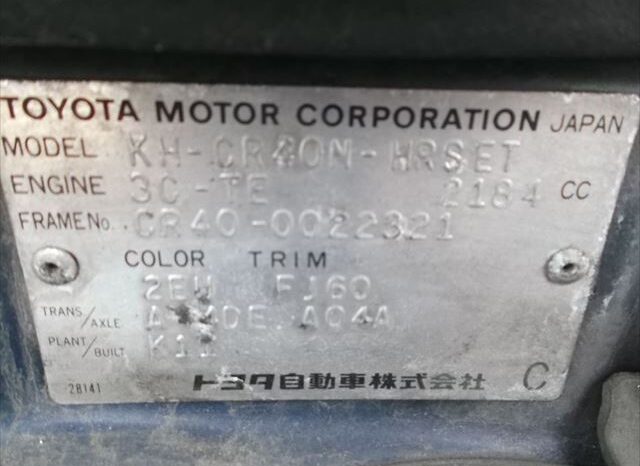 TOYOTA MOTOR CORPORATION JAPAN
MODEL KH-CR40N-HRSET
ENGINE 3C-TE 2184 CC
FRAME No. CR40-0022321
COLOR TRIM
2EW FJ60
TRANS/AXLE A04A
PLANT/BUILT
28141 トヨタ自動車株式会社 C